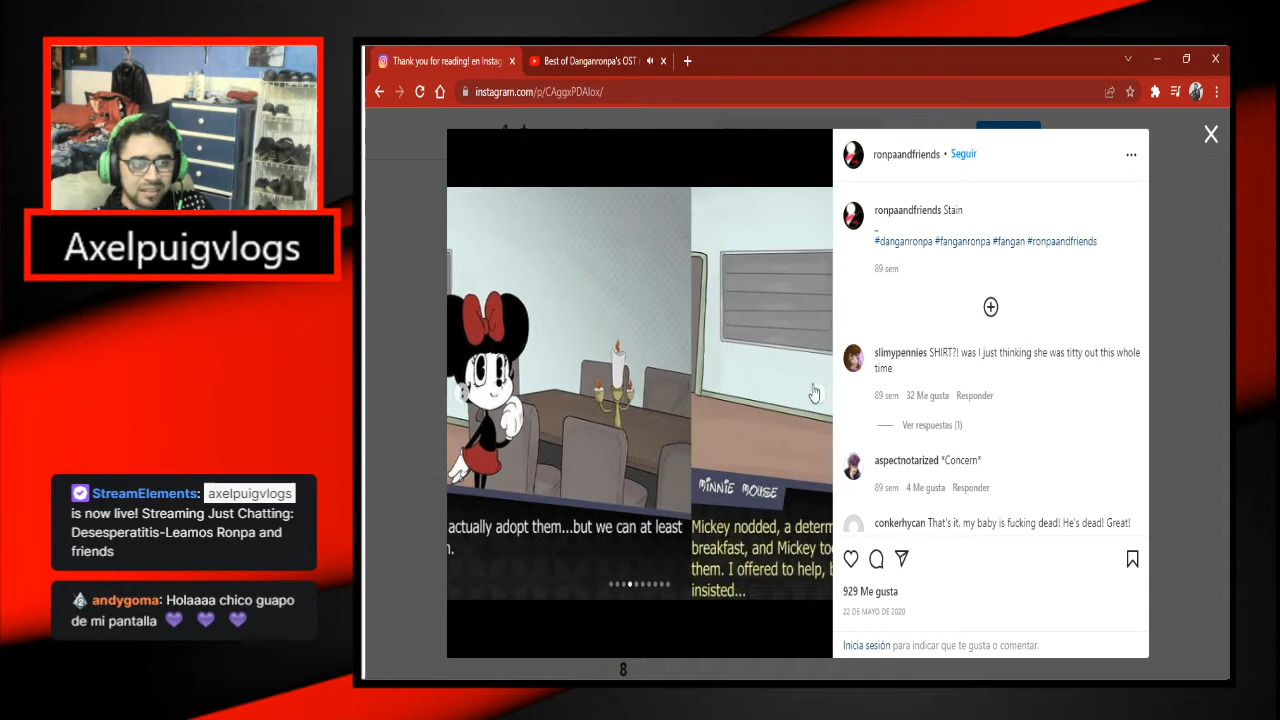 Axelpuigvlogs
StreamElements: axelpuigvlogs
is now live! Streaming Just Chatting:
Desesperatitis-Leamos Ronpa and
friends
andygoma: Holaaaa chico guapo
de mi pantalla
Thank you for reading! en Instag
Best of Danganronpa's OST
instagram.com/p/CAggxPDAlox/
actually adopt them...but we can at least
MINNIE MOUSE
Mickey nodded, a determ
breakfast, and Mickey too
them. I offered to help, b
insisted...
ronpaandfriends • Seguir
ronpaandfriends Stain
_
#danganronpa #fanganronpa #fangan #ronpaandfriends
89 sem
slimypennies SHIRT?! was I just thinking she was titty out this whole
time
89 sem 32 Me gusta Responder
Ver respuestas (1)
aspectnotarized *Concern*
89 sem 4 Me gusta Responder
conkerhycan That's it, my baby is fucking dead! He's dead! Great!
929 Me gusta
22 DE MAYO DE 2020
Inicia sesión para indicar que te gusta o comentar.
8